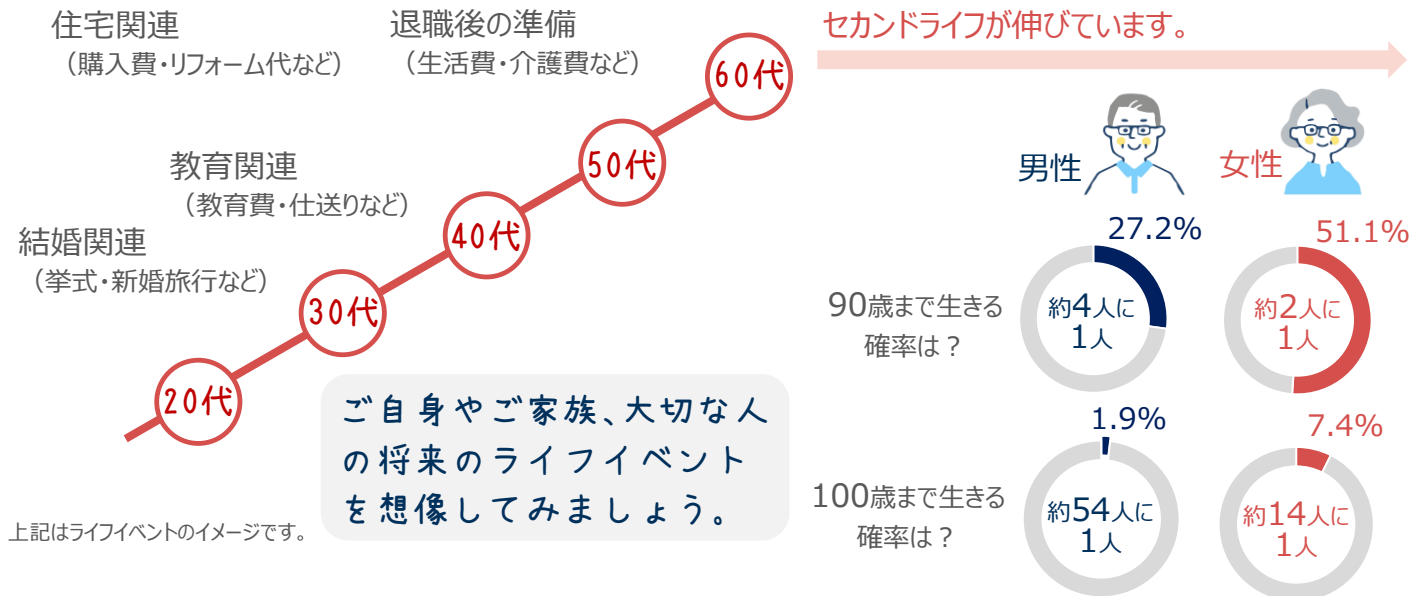 住宅関連
（購入費・リフォーム代など）
退職後の準備
（生活費・介護費など）
教育関連
（教育費・仕送りなど）
結婚関連
（挙式・新婚旅行など）
60代
50代
40代
30代
20代
ご自身やご家族、大切な人
の将来のライフイベント
を想像してみましょう。
上記はライフイベントのイメージです。
セカンドライフが伸びています。
男性
女性
90歳まで生きる
確率は？
27.2%
約4人に
1人
51.1%
約2人に
1人
100歳まで生きる
確率は？
1.9%
約54人に
1人
7.4%
約14人に
1人